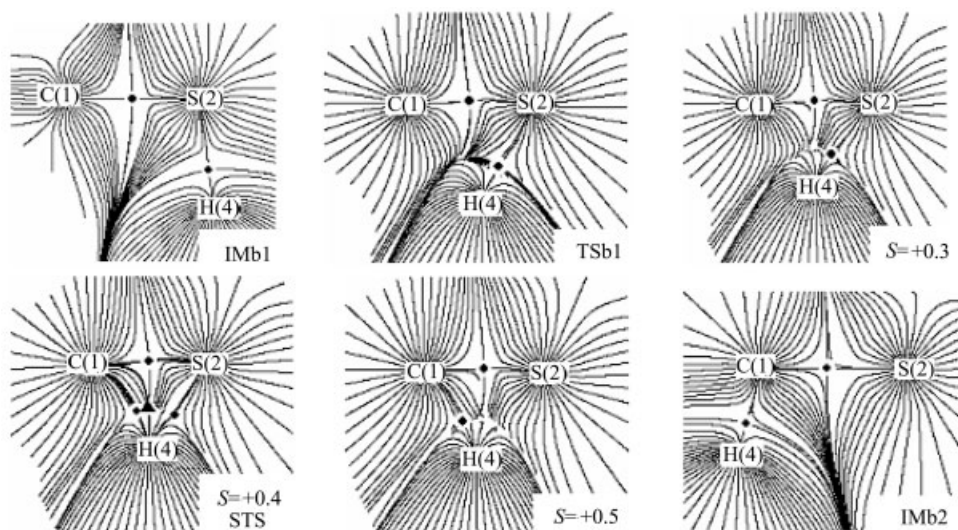 C(1) S(2)
H(4)
IMb1
C(1) S(2)
H(4)
TSb1
C(1) S(2)
H(4)
S=+0.3
C(1) S(2)
H(4)
S=+0.4
STS
C(1) S(2)
H(4)
S=+0.5
C(1) S(2)
H(4)
IMb2